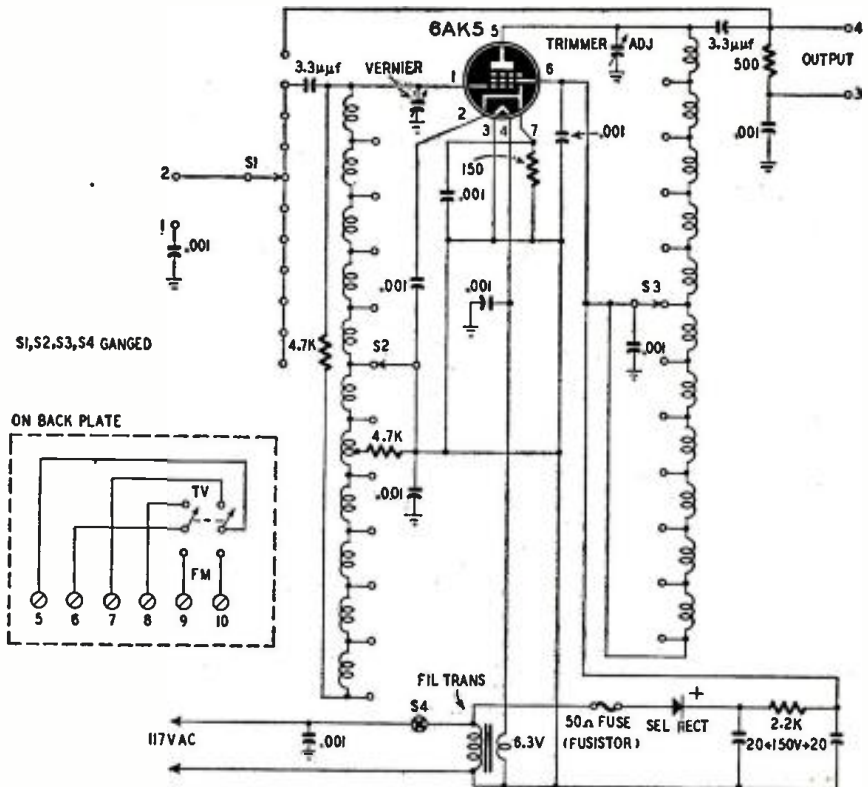 6AK5
5
4
3.3μμf
VERNIER
TRIMMER
ADJ
3.3μμf
500
OUTPUT
1
6
2
3
4
7
3
.001
.001
150
2
S1
.001
1
.001
.001
.001
S3
.001
S1,S2,S3,S4 GANGED
4.7K
S2
ON BACK PLATE
4.7K
TV
.001
FM
5
6
7
8
9
10
FIL TRANS
S4
+
50Ω FUSE
(FUSISTOR)
SEL RECT
2.2K
117V AC
.001
6.3V
20+150V+20